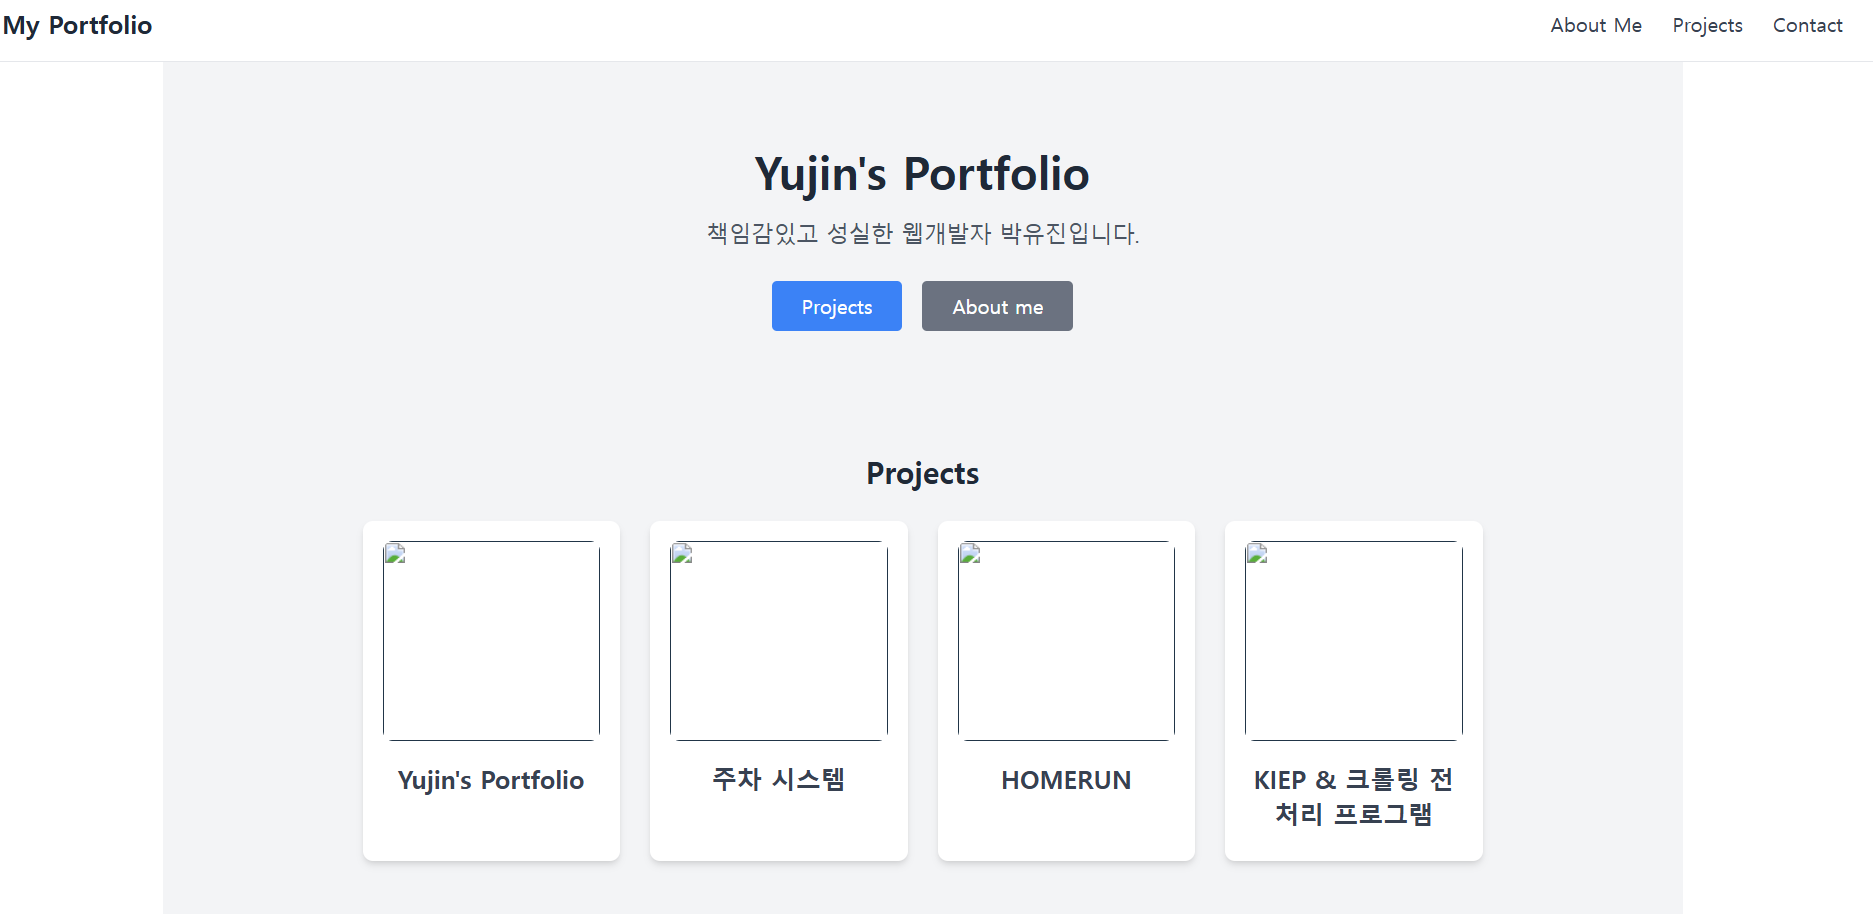 My Portfolio
About Me
Projects
Contact
Yujin's Portfolio
책임감있고 성실한 웹개발자 박유진입니다.
Projects
About me
Projects
Yujin's Portfolio
주차 시스템
HOMERUN
KIEP & 크롤링 전
처리 프로그램